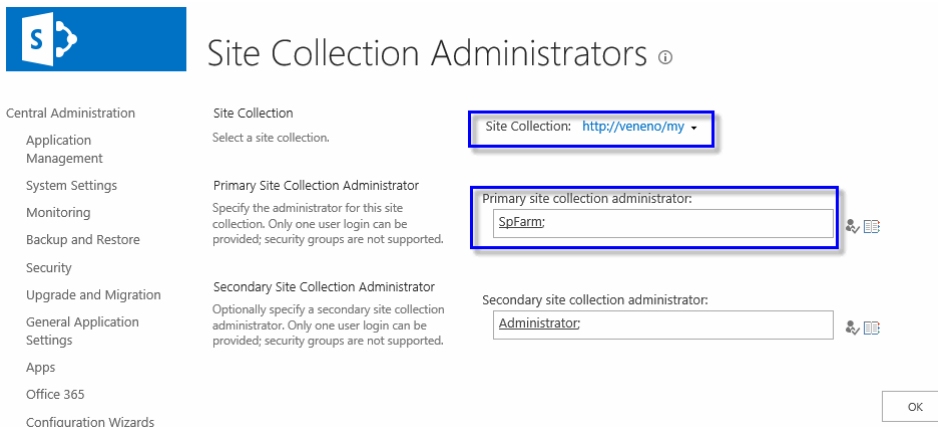 S
Site Collection Administrators
Central Administration
Application
Management
System Settings
Monitoring
Backup and Restore
Security
Upgrade and Migration
General Application
Settings
Apps
Office 365
Configuration Wizards
Site Collection
Select a site collection.
Site Collection: http://veneno/my
Primary Site Collection Administrator
Specify the administrator for this site
collection. Only one user login can be
provided; security groups are not supported.
Primary site collection administrator:
SpFarm;
Secondary Site Collection Administrator
Optionally specify a secondary site collection
administrator. Only one user login can be
provided; security groups are not supported.
Secondary site collection administrator:
Administrator;
OK